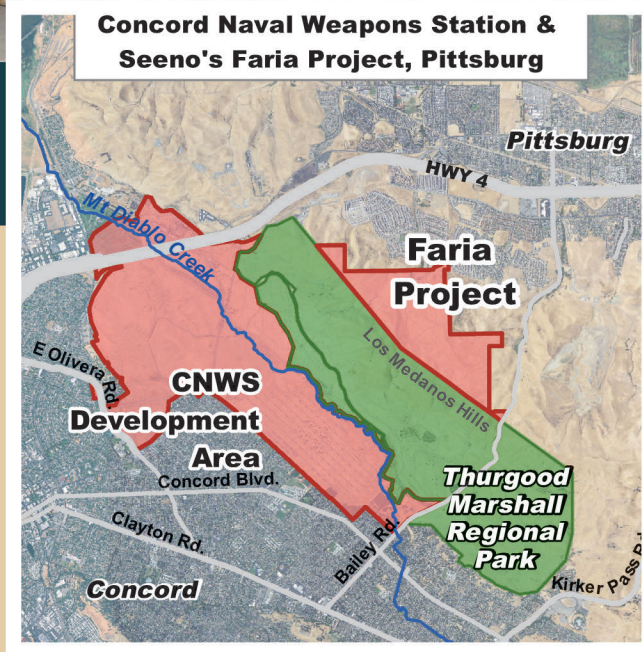 Concord Naval Weapons Station &
Seeno's Faria Project, Pittsburg
Pittsburg
HWY 4
Mt Diablo Creek
Faria
Project
Los Medanos Hills
E Olivera Rd.
CNWS
Development
Area
Concord Blvd.
Thurgood
Marshall
Regional
Park
Clayton Rd.
Bailey Rd.
Kirker Pass
Concord